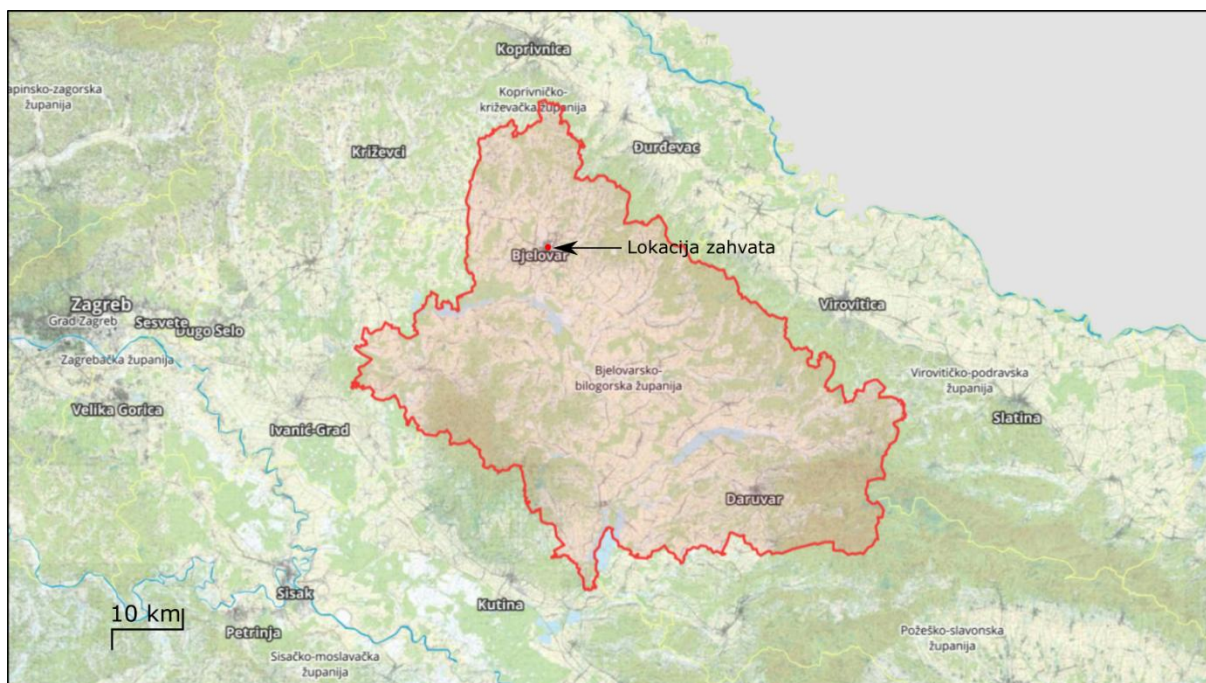 Koprivnica
apinsko-zagorska
županija
Koprivničko-
križevačka županija
Križevci
Đurđevac
Bjelovar
Lokacija zahvata
Zagreb
Grad Zagreb
Sesvete
Dugo Selo
Virovitica
Zagrebačka županija
Bjelovarsko-
bilogorska županija
Virovitičko-podravska
županija
Velika Gorica
Ivanić-Grad
Slatina
Daruvar
Sisak
Kutina
10 km
Petrinja
Požeško-slavonska
županija
Sisačko-moslavačka
županija